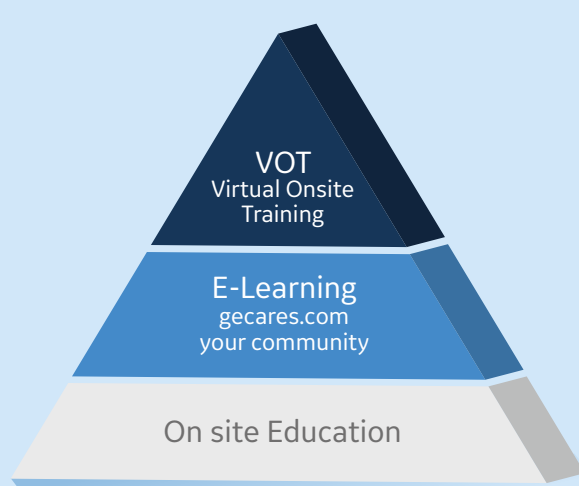 VOT
Virtual Onsite
Training
E-Learning
gecares.com
your community
On site Education